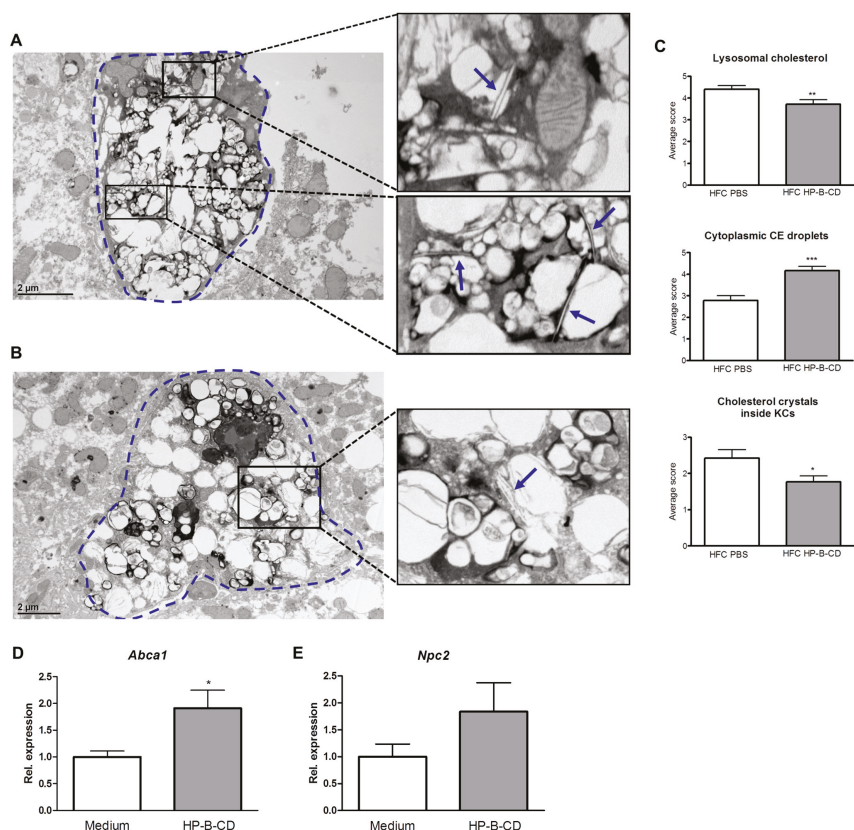 A
2 µm
B
2 µm
C
Lysosomal cholesterol
Average score
5
4
3
2
1
0
HFC PBS
HFC HP-B-CD
**
Cytoplasmic CE droplets
Average score
5
4
3
2
1
0
HFC PBS
HFC HP-B-CD
***
Cholesterol crystals
inside KCs
Average score
3
2
1
0
HFC PBS
HFC HP-B-CD
*
D
Abca1
Rel. expression
2.5
2.0
1.5
1.0
0.5
0.0
Medium
HP-B-CD
*
E
Npc2
Rel. expression
2.5
2.0
1.5
1.0
0.5
0.0
Medium
HP-B-CD